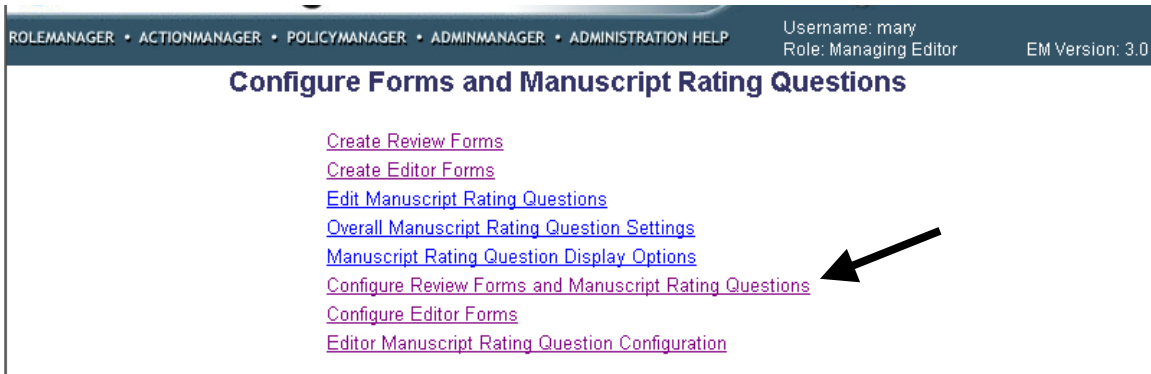 ROLEMANAGER • ACTIONMANAGER • POLICYMANAGER • ADMINMANAGER • ADMINISTRATION HELP
Username: mary
Role: Managing Editor EM Version: 3.0
Configure Forms and Manuscript Rating Questions
Create Review Forms
Create Editor Forms
Edit Manuscript Rating Questions
Overall Manuscript Rating Question Settings
Manuscript Rating Question Display Options
Configure Review Forms and Manuscript Rating Questions
Configure Editor Forms
Editor Manuscript Rating Question Configuration